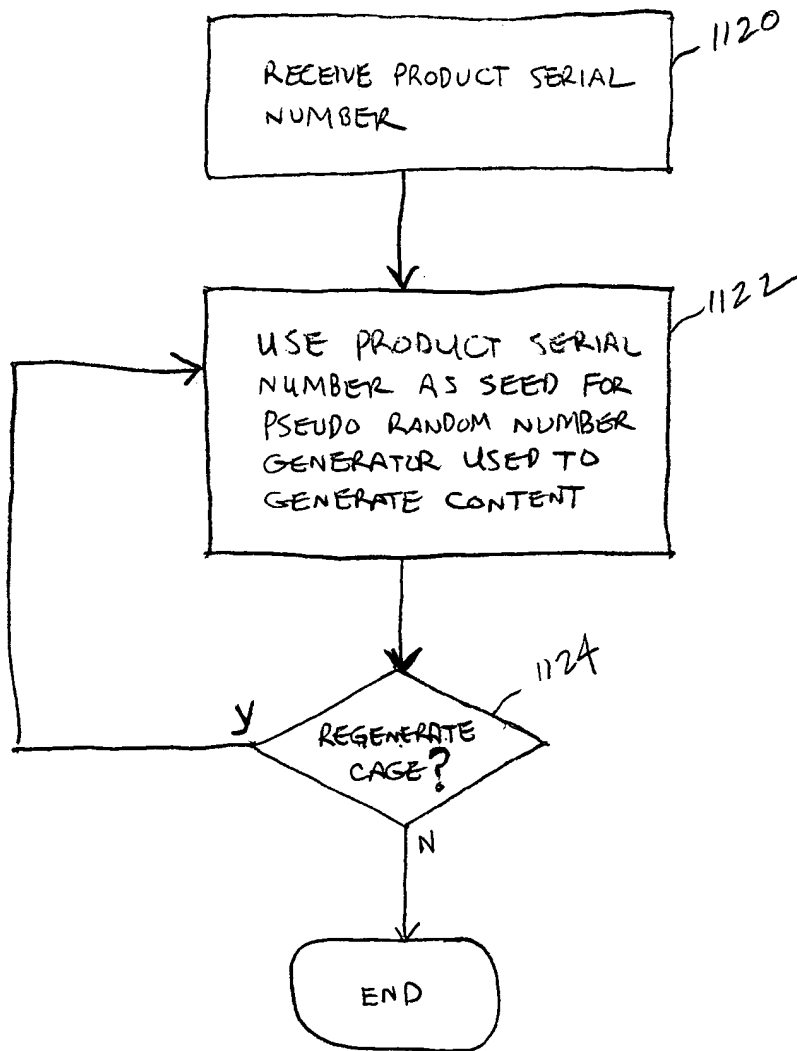 1120
RECEIVE PRODUCT SERIAL
NUMBER
1122
USE PRODUCT SERIAL
NUMBER AS SEED FOR
PSEUDO RANDOM NUMBER
GENERATOR USED TO
GENERATE CONTENT
1124
Y
REGENERATE
CAGE?
N
END